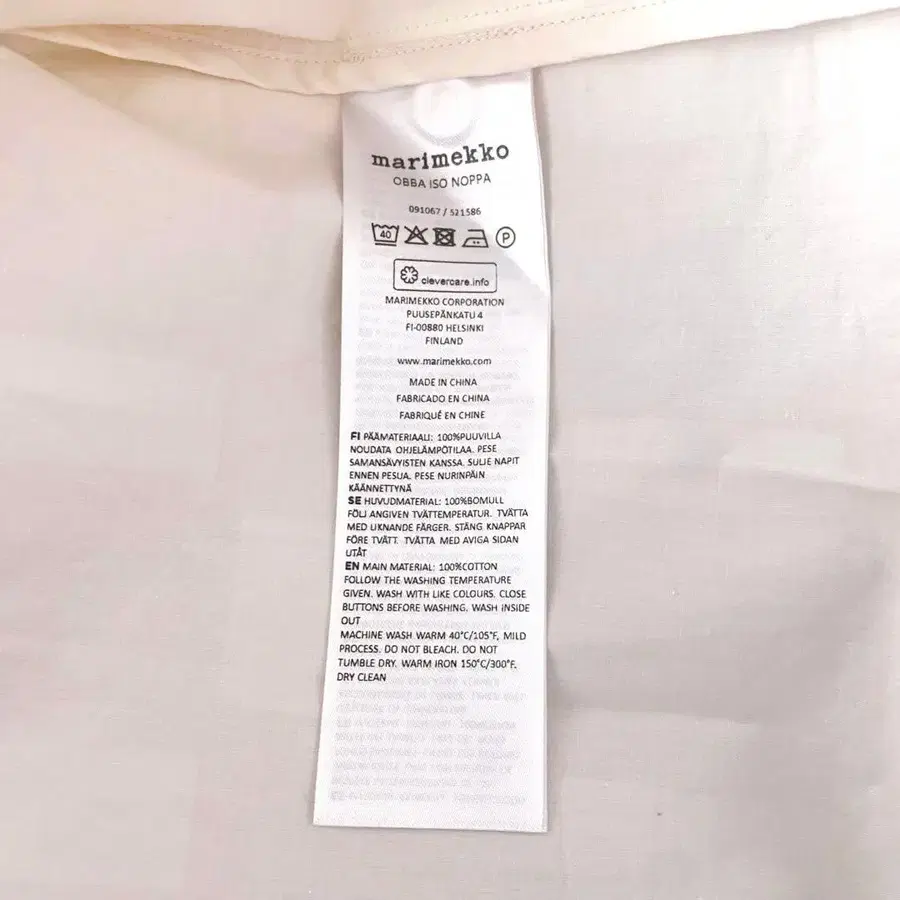 marimekko
OBBA ISO NOPPA
091067 / 521586
40 P
clevercare.info
MARIMEKKO CORPORATION
PUUSEPÄNKATU 4
FI-00880 HELSINKI
FINLAND
www.marimekko.com
MADE IN CHINA
FABRICADO EN CHINA
FABRIQUÉ EN CHINE
FI PÄÄMATERIAALI: 100%PUUVILLA
NOUDATA OHJELÄMPÖTILAA. PESE
SAMANSÄVYISTEN KANSSA. SULJE NAPIT
ENNEN PESUA. PESE NURINPÄIN
KÄÄNNETTYNÄ
SE HUVUDMATERIAL: 100%BOMULL
FÖLJ ANGIVEN TVÄTTEMPERATUR. TVÄTTA
MED LIKNANDE FÄRGER. STÄNG KNAPPAR
FÖRE TVÄTT. TVÄTTA MED AVIGA SIDAN
UTÅT
EN MAIN MATERIAL: 100%COTTON
FOLLOW THE WASHING TEMPERATURE
GIVEN. WASH WITH LIKE COLOURS. CLOSE
BUTTONS BEFORE WASHING. WASH INSIDE
OUT
MACHINE WASH WARM 40°C/105°F, MILD
PROCESS. DO NOT BLEACH. DO NOT
TUMBLE DRY. WARM IRON 150°C/300°F.
DRY CLEAN